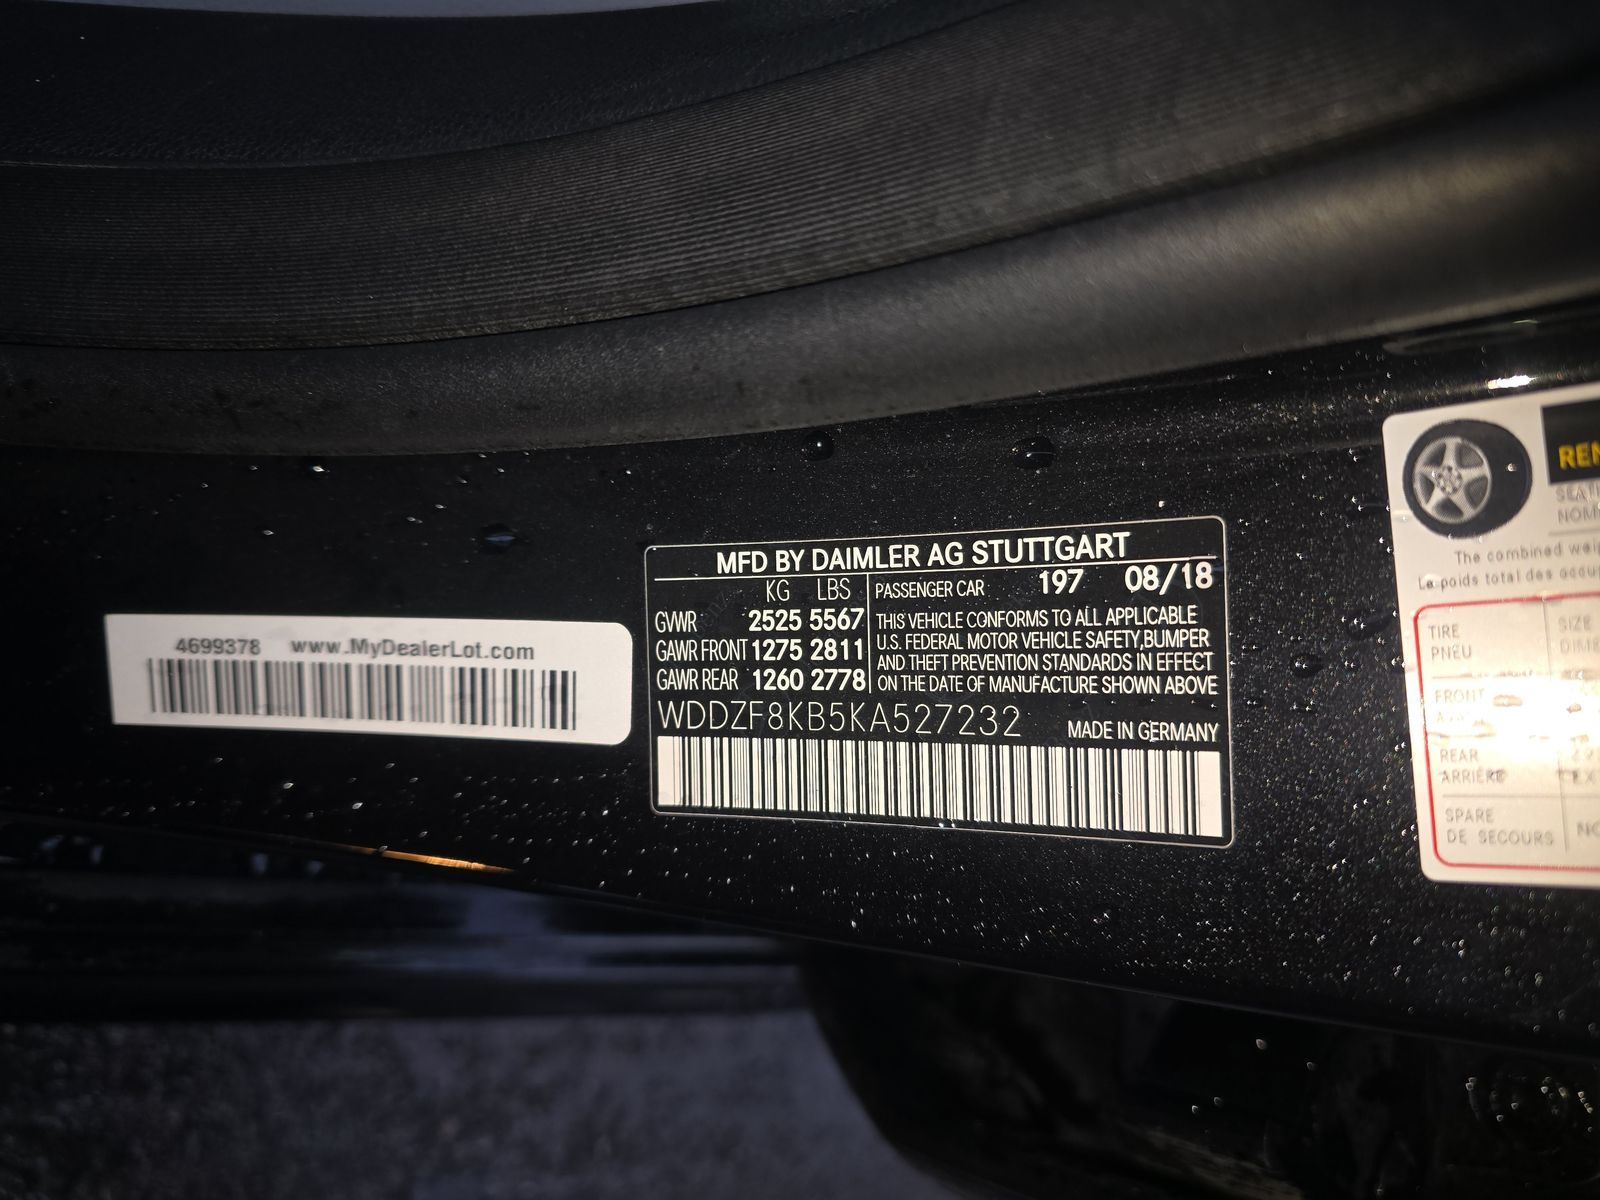 4699378 www.MyDealerLot.com
MFD BY DAIMLER AG STUTTGART
KG LBS
GVWR 2525 5567
GAWR FRONT 1275 2811
GAWR REAR 1260 2778
PASSENGER CAR 197 08/18
THIS VEHICLE CONFORMS TO ALL APPLICABLE
U.S. FEDERAL MOTOR VEHICLE SAFETY,BUMPER
AND THEFT PREVENTION STANDARDS IN EFFECT
ON THE DATE OF MANUFACTURE SHOWN ABOVE
WDDZF8KB5KA527232
MADE IN GERMANY
The combined
Le poids total des
TIRE
PNEU
SIZE
FRONT
REAR
ARRIÈRE
SPARE
DE SECOURS